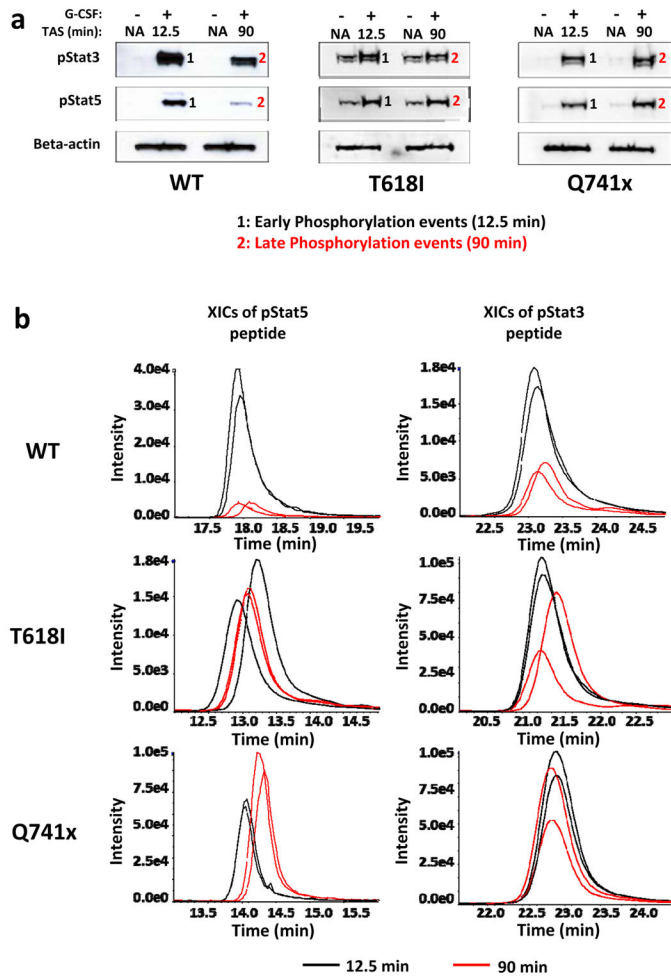 a
G-CSF: - + - + - + - + - + - +
TAS (min): NA 12.5 NA 90 NA 12.5 NA 90 NA 12.5 NA 90
pStat3 1 2 1 2 1 2
pStat5 1 2 1 2 1 2
Beta-actin
WT T618I Q741x
1: Early Phosphorylation events (12.5 min)
2: Late Phosphorylation events (90 min)
b
XICs of pStat5
peptide
XICs of pStat3
peptide
WT
Intensity
4.0e4
3.0e4
2.0e4
1.0e4
0.0e0
17.5 18.0 18.5 19.0 19.5
Time (min)
Intensity
1.8e4
1.5e4
1.0e4
5.0e3
0.0e0
22.5 23.0 23.5 24.5 24.8
Time (min)
T618I
Intensity
1.8e4
1.5e4
1.0e4
5.0e3
0.0e0
12.5 13.0 13.5 14.0 14.5
Time (min)
Intensity
1.0e5
7.5e4
5.0e4
2.5e4
0.0e0
20.5 21.0 21.5 22.0 22.5
Time (min)
Q741x
Intensity
1.0e5
7.5e4
5.0e4
2.5e4
0.0e0
13.5 14.0 14.5 15.0 15.5
Time (min)
Intensity
1.0e5
7.5e4
5.0e4
2.5e4
0.0e0
22.0 22.5 23.0 23.5 24.0
Time (min)
12.5 min 90 min